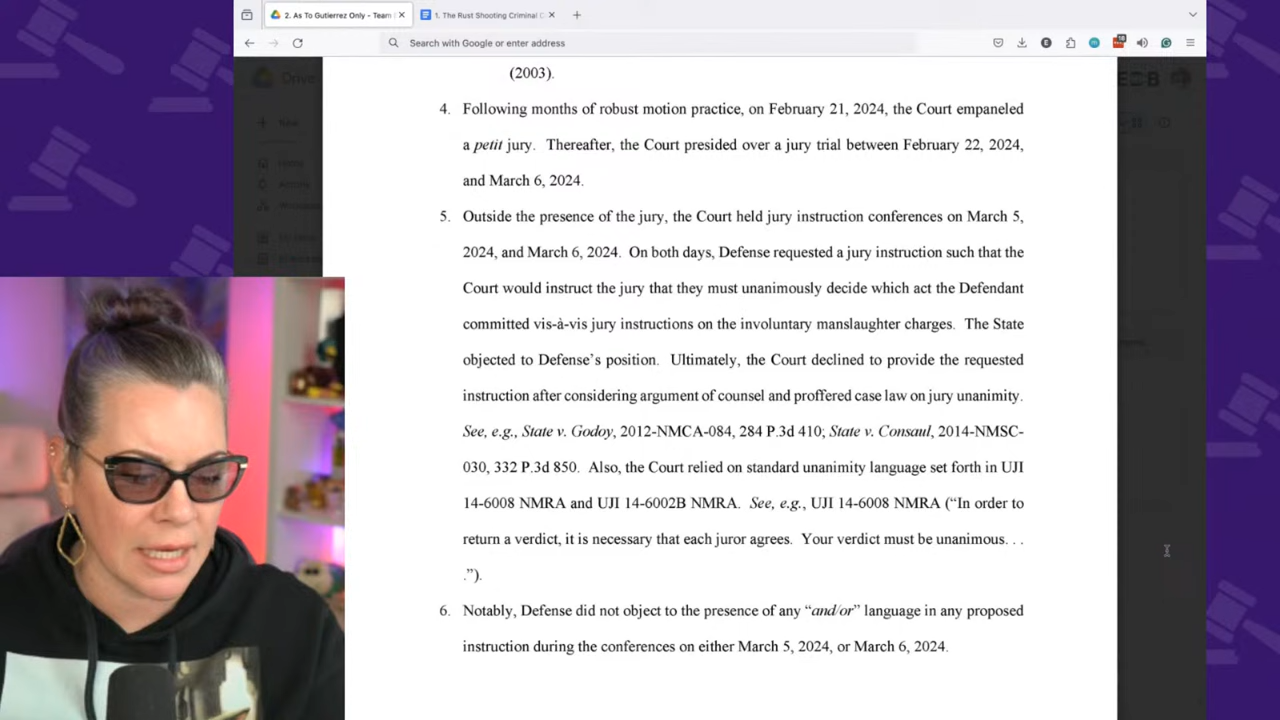 2. As To Gutierrez Only - Team
1. The Rust Shooting Criminal C
Search with Google or enter address
18
Drive
New
(2003).
4. Following months of robust motion practice, on February 21, 2024, the Court empaneled
a petit jury. Thereafter, the Court presided over a jury trial between February 22, 2024,
and March 6, 2024.
5. Outside the presence of the jury, the Court held jury instruction conferences on March 5,
2024, and March 6, 2024. On both days, Defense requested a jury instruction such that the
Court would instruct the jury that they must unanimously decide which act the Defendant
committed vis-à-vis jury instructions on the involuntary manslaughter charges. The State
objected to Defense’s position. Ultimately, the Court declined to provide the requested
instruction after considering argument of counsel and proffered case law on jury unanimity.
See, e.g., State v. Godoy, 2012-NMCA-084, 284 P.3d 410; State v. Consaul, 2014-NMSC-
030, 332 P.3d 850. Also, the Court relied on standard unanimity language set forth in UJI
14-6008 NMRA and UJI 14-6002B NMRA. See, e.g., UJI 14-6008 NMRA (“In order to
return a verdict, it is necessary that each juror agrees. Your verdict must be unanimous. . .
.”).
6. Notably, Defense did not object to the presence of any “and/or” language in any proposed
instruction during the conferences on either March 5, 2024, or March 6, 2024.